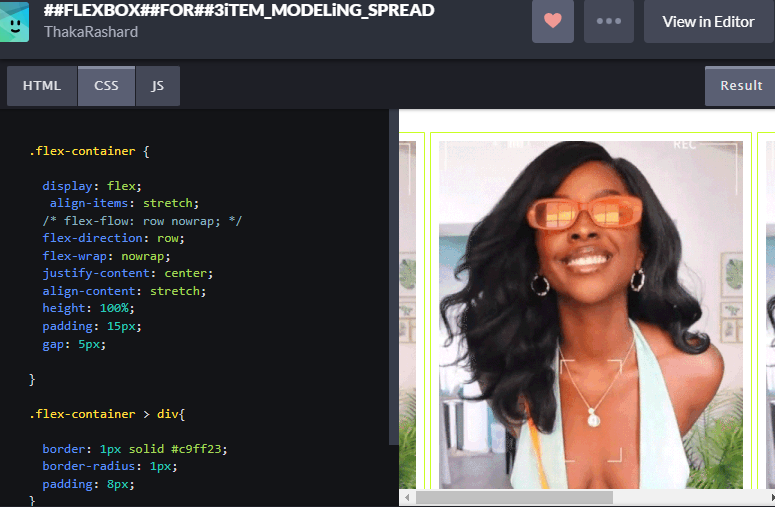 ##FLEXBOX##FOR##3iTEM_MODELiNG_SPREAD
ThakaRashard
View in Editor
HTML
CSS
JS
Result
.flex-container {
display: flex;
align-items: stretch;
/* flex-flow: row nowrap; */
flex-direction: row;
flex-wrap: nowrap;
justify-content: center;
align-content: stretch;
height: 100%;
padding: 15px;
gap: 5px;
}
.flex-container > div{
border: 1px solid #c9ff23;
border-radius: 1px;
padding: 8px;
}
REC